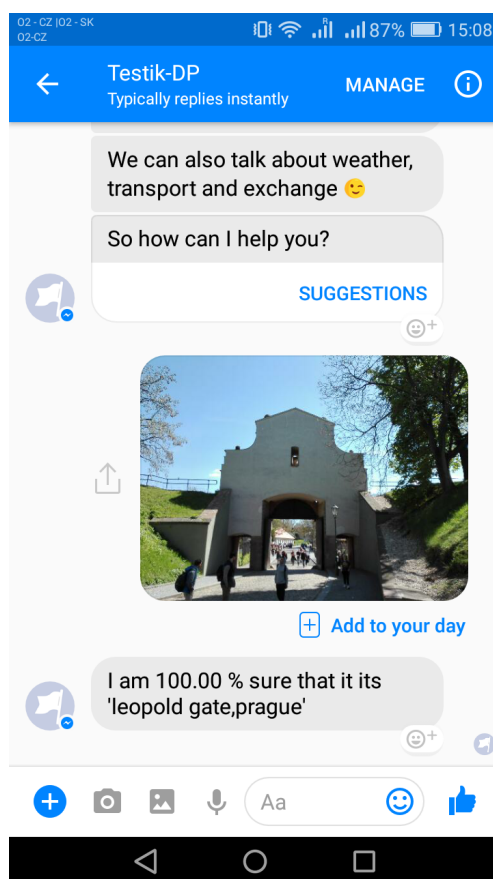 O2 - CZ |O2 - SK
O2-CZ
R
87%
15:08
Testik-DP
Typically replies instantly
MANAGE
We can also talk about weather,
transport and exchange 😉
So how can I help you?
SUGGESTIONS
Add to your day
I am 100.00 % sure that it its
'leopold gate,prague'
Aa